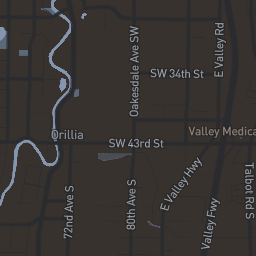 Oakesdale Ave SW
E Valley Rd
SW 34th St
Orillia
Valley Medica
SW 43rd St
72nd Ave S
80th Ave S
E Valley Hwy
Valley Fwy
Talbot Rd S